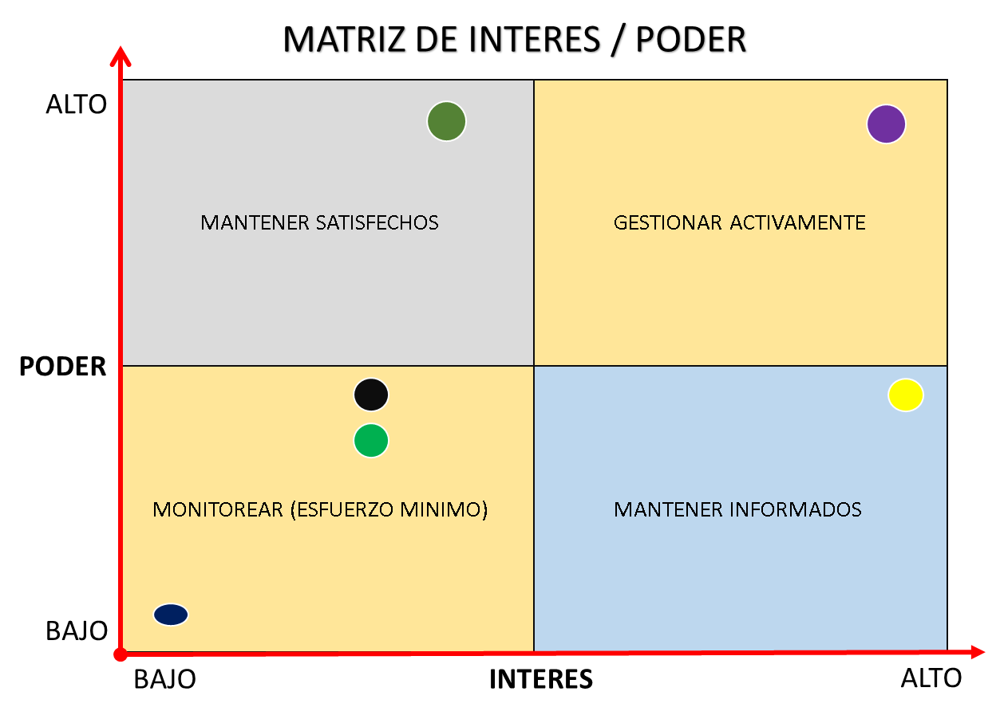 MATRIZ DE INTERES / PODER
ALTO
MANTENER SATISFECHOS
GESTIONAR ACTIVAMENTE
PODER
MONITOREAR (ESFUERZO MINIMO)
MANTENER INFORMADOS
BAJO
BAJO
INTERES
ALTO